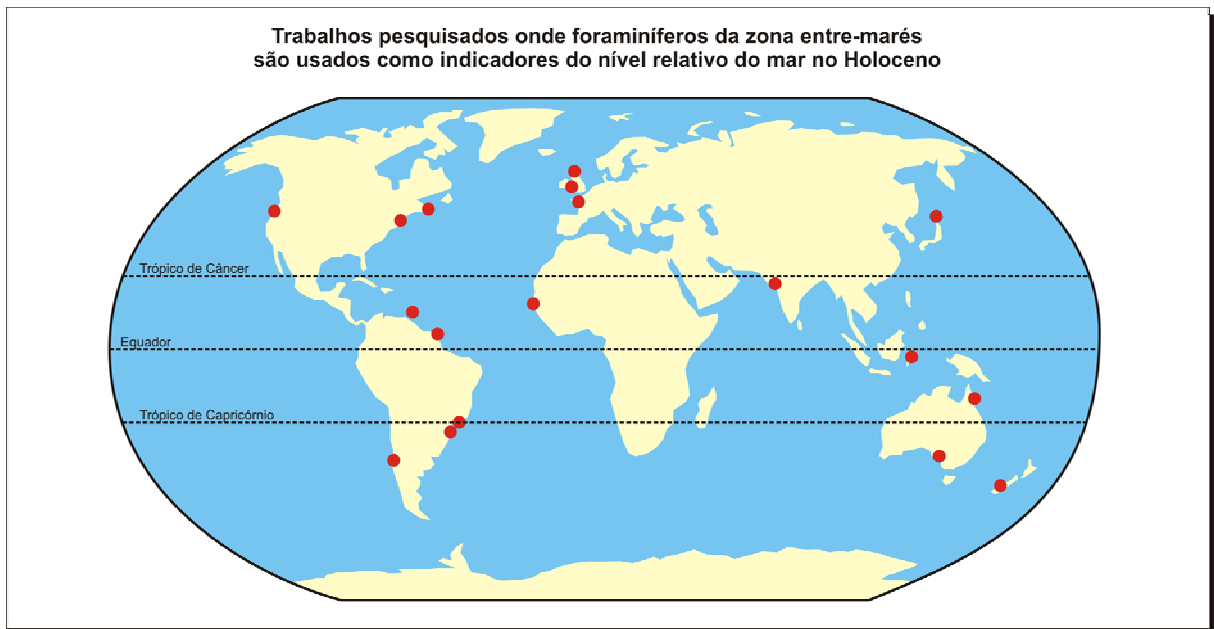 Trabalhos pesquisados onde foraminíferos da zona entre-marés
são usados como indicadores do nível relativo do mar no Holoceno
Trópico de Câncer
Equador
Trópico de Capricórnio